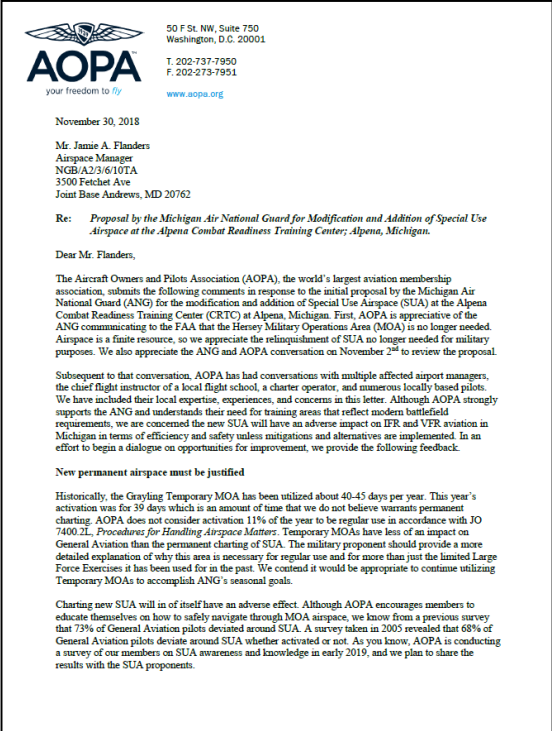 50 F St. NW, Suite 750
Washington, D.C. 20001
T. 202-737-7950
F. 202-273-7951
www.aopa.org
AOPA
your freedom to fly
November 30, 2018
Mr. Jamie A. Flanders
Airspace Manager
NGB/A2/3/6/10TA
3500 Fetchet Ave
Joint Base Andrews, MD 20762
Re: Proposal by the Michigan Air National Guard for Modification and Addition of Special Use
Airspace at the Alpena Combat Readiness Training Center; Alpena, Michigan.
Dear Mr. Flanders,
The Aircraft Owners and Pilots Association (AOPA), the world's largest aviation membership
association, submits the following comments in response to the initial proposal by the Michigan Air
National Guard (ANG) for the modification and addition of Special Use Airspace (SUA) at the Alpena
Combat Readiness Training Center (CRTC) at Alpena, Michigan. First, AOPA is appreciative of the
ANG communicating to the FAA that the Hersey Military Operations Area (MOA) is no longer needed.
Airspace is a finite resource, so we appreciate the relinquishment of SUA no longer needed for military
purposes. We also appreciate the ANG and AOPA conversation on November 2nd to review the proposal.
Subsequent to that conversation, AOPA has had conversations with multiple affected airport managers,
the chief flight instructor of a local flight school, a charter operator, and numerous locally based pilots.
We have included their local expertise, experiences, and concerns in this letter. Although AOPA strongly
supports the ANG and understands their need for training areas that reflect modern battlefield
requirements, we are concerned the new SUA will have an adverse impact on IFR and VFR aviation in
Michigan in terms of efficiency and safety unless mitigations and alternatives are implemented. In an
effort to begin a dialogue on opportunities for improvement, we provide the following feedback.
New permanent airspace must be justified
Historically, the Grayling Temporary MOA has been utilized about 40-45 days per year. This year's
activation was for 39 days which is an amount of time that we do not believe warrants permanent
charting. AOPA does not consider activation 11% of the year to be regular use in accordance with JO
7400.2L, Procedures for Handling Airspace Matters. Temporary MOAs have less of an impact on
General Aviation than the permanent charting of SUA. The military proponent should provide a more
detailed explanation of why this area is necessary for regular use and for more than just the limited Large
Force Exercises it has been used for in the past. We contend it would be appropriate to continue utilizing
Temporary MOAs to accomplish ANG's seasonal goals.
Charting new SUA will in of itself have an adverse effect. Although AOPA encourages members to
educate themselves on how to safely navigate through MOA airspace, we know from a previous survey
that 73% of General Aviation pilots deviated around SUA. A survey taken in 2005 revealed that 68% of
General Aviation pilots deviate around SUA whether activated or not. As you know, AOPA is conducting
a survey of our members on SUA awareness and knowledge in early 2019, and we plan to share the
results with the SUA proponents.